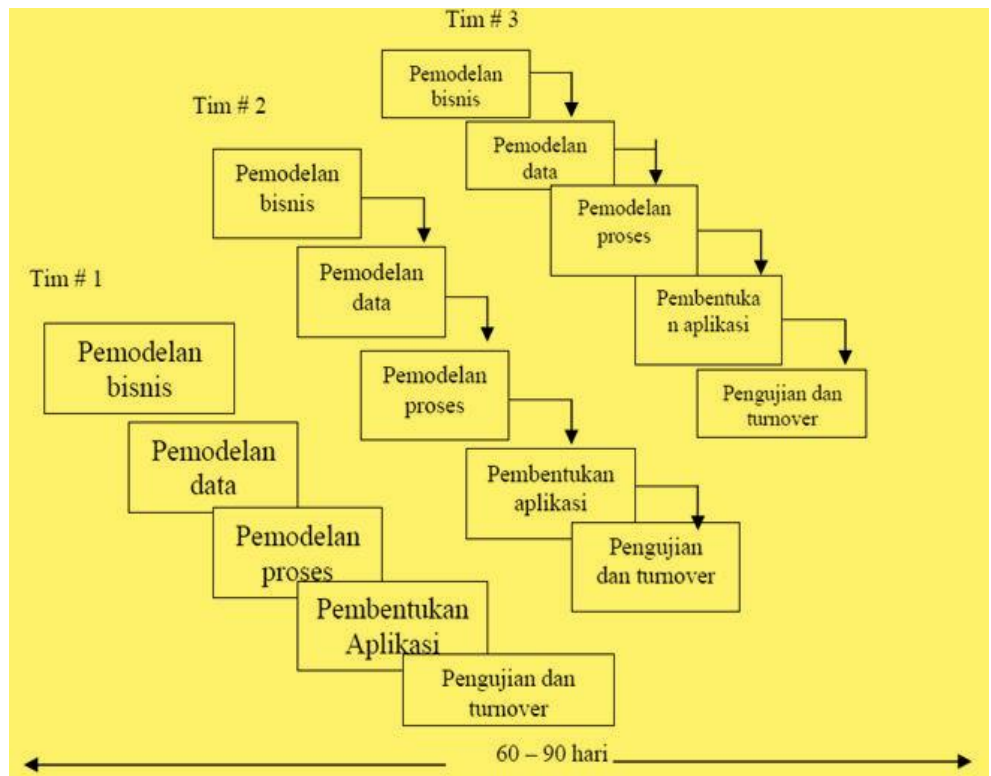 Tim # 3
Pemodelan
bisnis
Pemodelan
data
Pemodelan
proses
Pembentuka
n aplikasi
Pengujian dan
turnover
Tim # 2
Pemodelan
bisnis
Pemodelan
data
Pemodelan
proses
Pembentukan
aplikasi
Pengujian
dan turnover
Tim # 1
Pemodelan
bisnis
Pemodelan
data
Pemodelan
proses
Pembentukan
Aplikasi
Pengujian dan
turnover
60 – 90 hari